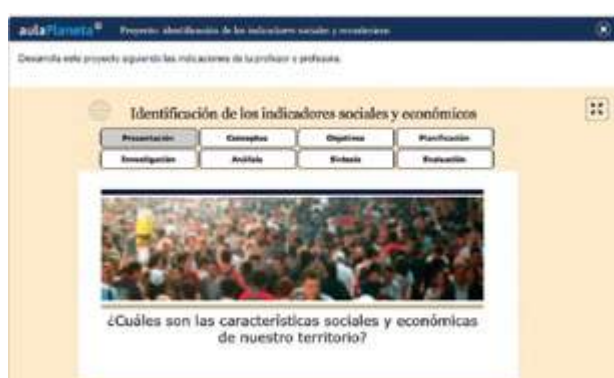 aulaPlaneta
Proyecto: identificación de los indicadores sociales y económicos
Desarrolla este proyecto siguiendo las indicaciones de tu profesor o profesora.
Identificación de los indicadores sociales y económicos
Presentación Conceptos Objetivos Planificación
Investigación Análisis Síntesis Evaluación
¿Cuáles son las características sociales y económicas
de nuestro territorio?